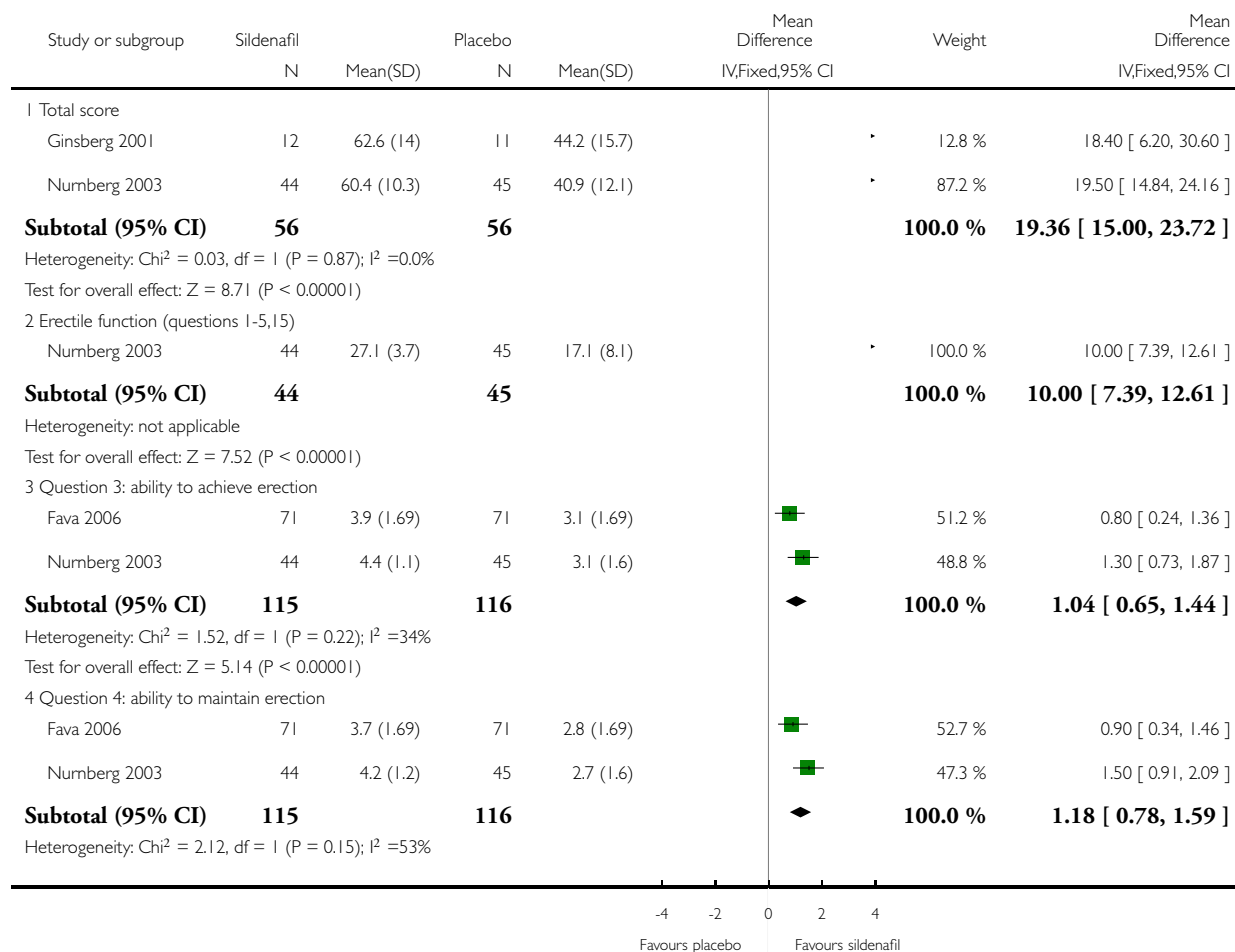 Study or subgroup Sildenafil Placebo Mean Difference Weight Mean Difference
N Mean(SD) N Mean(SD) IV,Fixed,95% CI IV,Fixed,95% CI
1 Total score
Ginsberg 2001 12 62.6 (14) 11 44.2 (15.7) 12.8 % 18.40 [ 6.20, 30.60 ]
Nurnberg 2003 44 60.4 (10.3) 45 40.9 (12.1) 87.2 % 19.50 [ 14.84, 24.16 ]
Subtotal (95% CI) 56 56 100.0 % 19.36 [ 15.00, 23.72 ]
Heterogeneity: Chi² = 0.03, df = 1 (P = 0.87); I² =0.0%
Test for overall effect: Z = 8.71 (P < 0.00001)
2 Erectile function (questions 1-5,15)
Nurnberg 2003 44 27.1 (3.7) 45 17.1 (8.1) 100.0 % 10.00 [ 7.39, 12.61 ]
Subtotal (95% CI) 44 45 100.0 % 10.00 [ 7.39, 12.61 ]
Heterogeneity: not applicable
Test for overall effect: Z = 7.52 (P < 0.00001)
3 Question 3: ability to achieve erection
Fava 2006 71 3.9 (1.69) 71 3.1 (1.69) 51.2 % 0.80 [ 0.24, 1.36 ]
Nurnberg 2003 44 4.4 (1.1) 45 3.1 (1.6) 48.8 % 1.30 [ 0.73, 1.87 ]
Subtotal (95% CI) 115 116 100.0 % 1.04 [ 0.65, 1.44 ]
Heterogeneity: Chi² = 1.52, df = 1 (P = 0.22); I² =34%
Test for overall effect: Z = 5.14 (P < 0.00001)
4 Question 4: ability to maintain erection
Fava 2006 71 3.7 (1.69) 71 2.8 (1.69) 52.7 % 0.90 [ 0.34, 1.46 ]
Nurnberg 2003 44 4.2 (1.2) 45 2.7 (1.6) 47.3 % 1.50 [ 0.91, 2.09 ]
Subtotal (95% CI) 115 116 100.0 % 1.18 [ 0.78, 1.59 ]
Heterogeneity: Chi² = 2.12, df = 1 (P = 0.15); I² =53%
-4 -2 0 2 4
Favours placebo Favours sildenafil